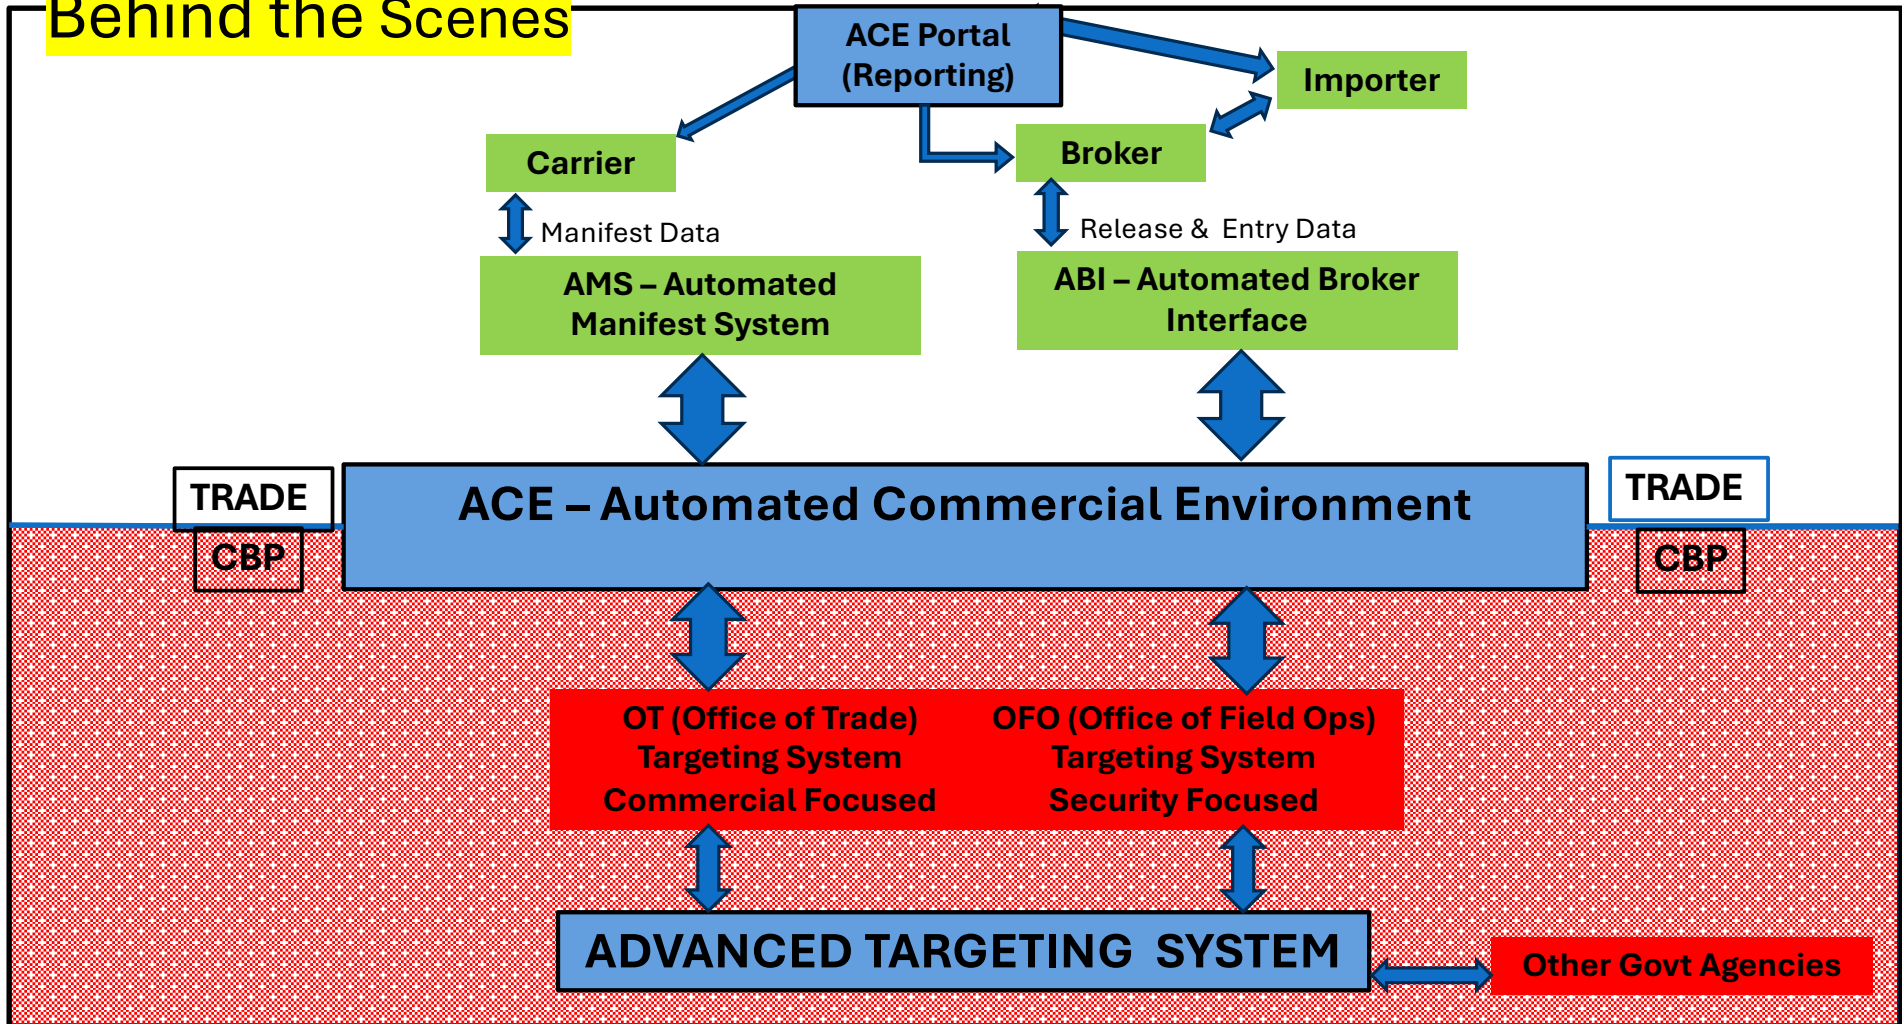 Behind the Scenes
ACE Portal
(Reporting)
Importer
Carrier
Broker
Manifest Data
Release & Entry Data
AMS – Automated
Manifest System
ABI – Automated Broker
Interface
TRADE
ACE – Automated Commercial Environment
TRADE
CBP
CBP
OT (Office of Trade)
Targeting System
Commercial Focused
OFO (Office of Field Ops)
Targeting System
Security Focused
ADVANCED TARGETING SYSTEM
Other Govt Agencies